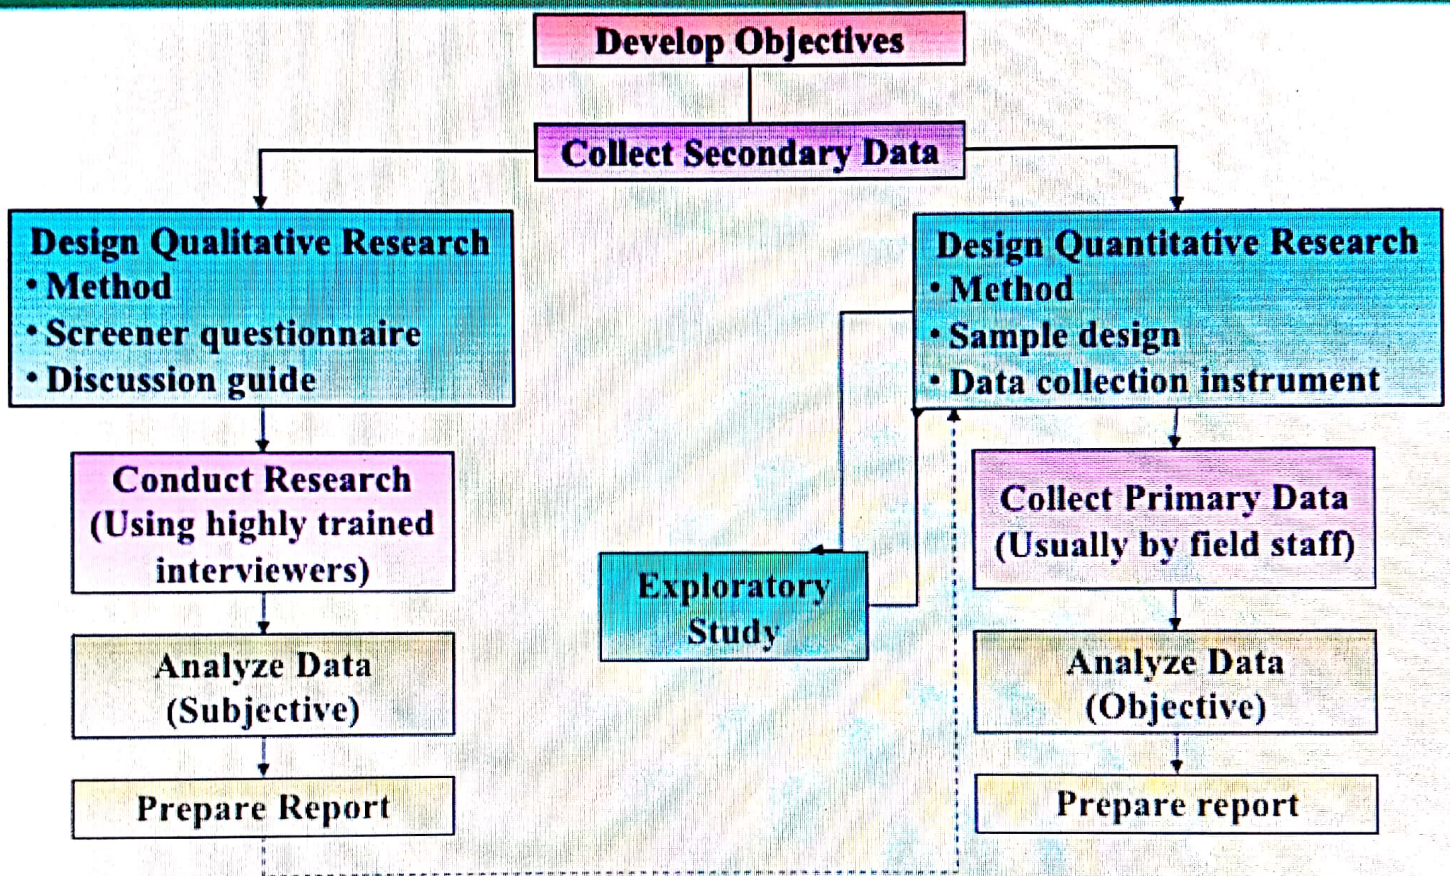 Develop Objectives
Collect Secondary Data
Design Qualitative Research
• Method
• Screener questionnaire
• Discussion guide
Conduct Research
(Using highly trained
interviewers)
Analyze Data
(Subjective)
Prepare Report
Exploratory
Study
Design Quantitative Research
• Method
• Sample design
• Data collection instrument
Collect Primary Data
(Usually by field staff)
Analyze Data
(Objective)
Prepare report